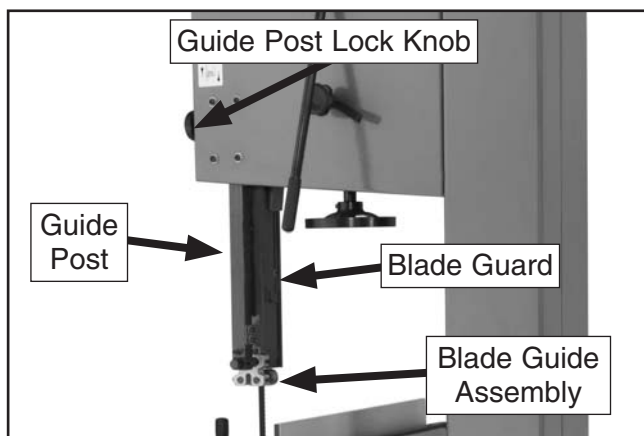 Guide Post Lock Knob
Guide
Post
Blade Guard
Blade Guide
Assembly